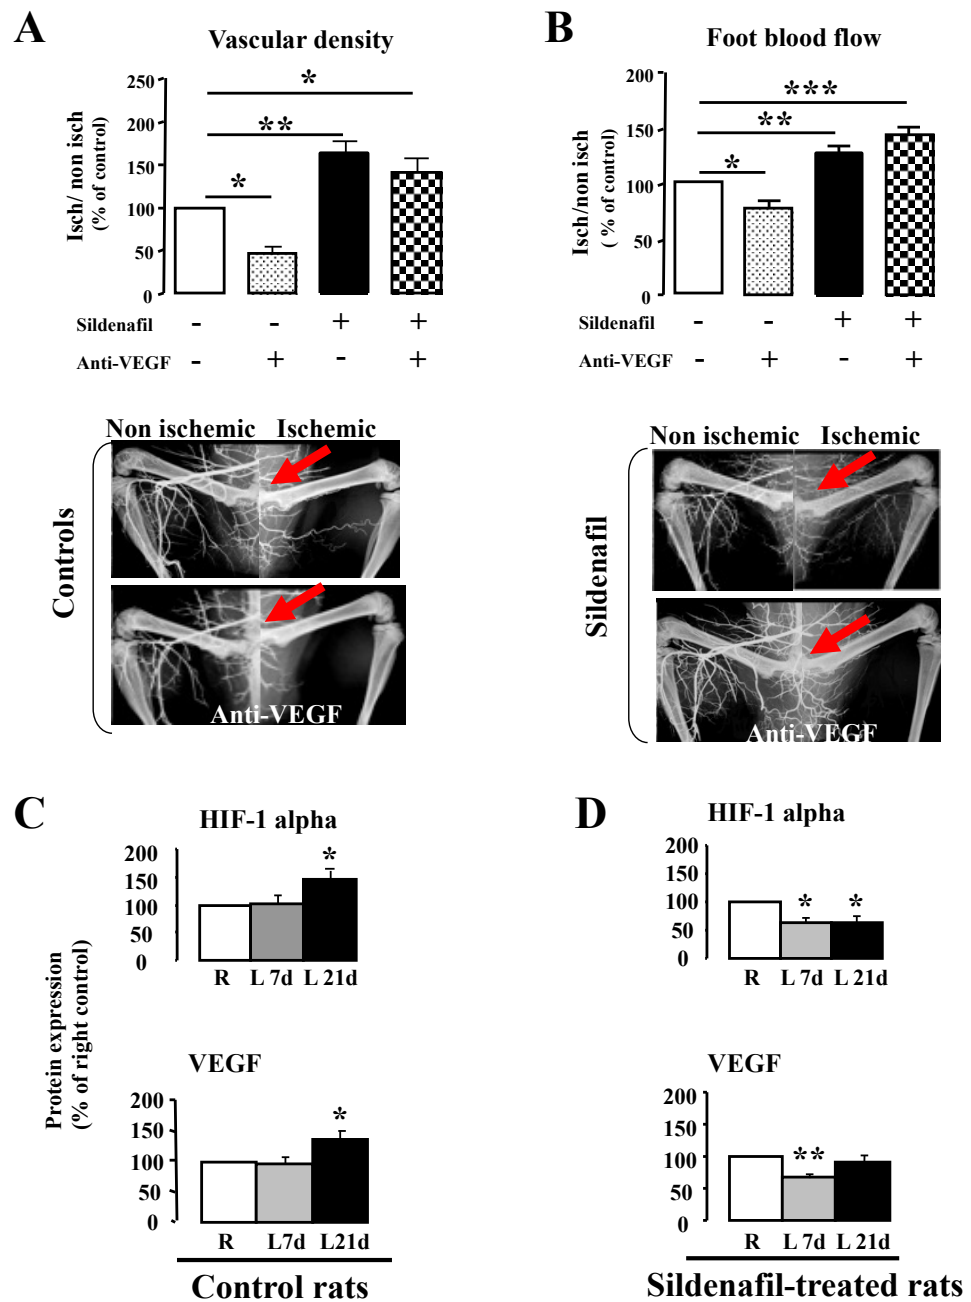 A
Vascular density
Isch/ non isch
(% of control)
250
200
150
100
50
0
*
**
*
Sildenafil - - + +
Anti-VEGF - + - +
B
Foot blood flow
Isch/non isch
( % of control)
200
150
100
50
0
***
**
*
Sildenafil - - + +
Anti-VEGF - + - +
Controls
Non ischemic Ischemic
Anti-VEGF
Sildenafil
Non ischemic Ischemic
Anti-VEGF
Protein expression
(% of right control)
C
HIF-1 alpha
200
150
100
50
0
*
R L 7d L 21d
VEGF
200
150
100
50
0
*
R L7d L21d
Control rats
D
HIF-1 alpha
200
150
100
50
0
* *
R L 7d L 21d
VEGF
200
150
100
50
0
**
R L 7d L 21d
Sildenafil-treated rats